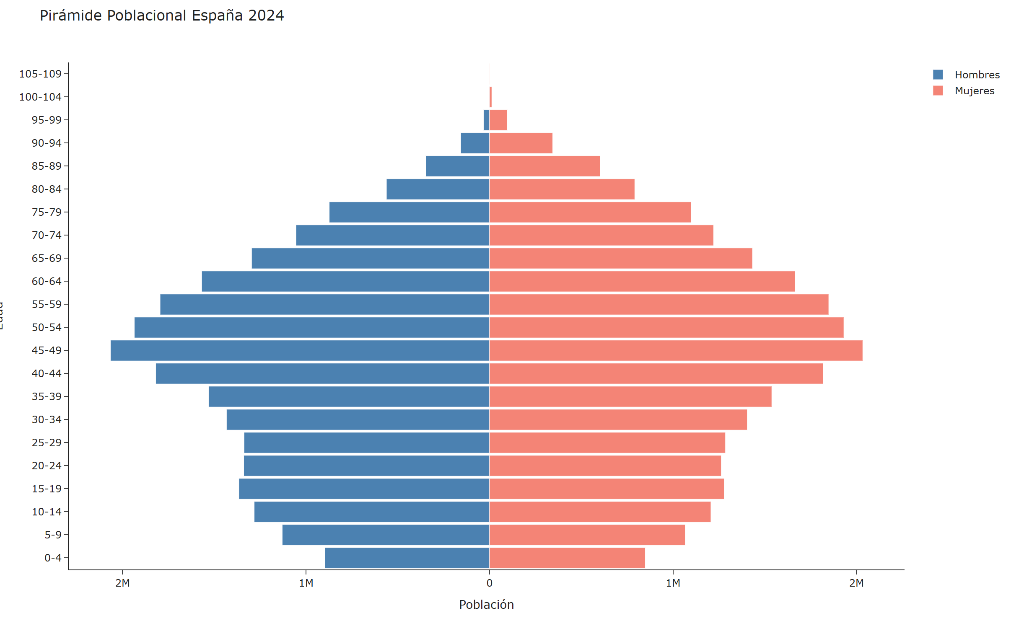 Pirámide Poblacional España 2024
Hombres
Mujeres
105-109
100-104
95-99
90-94
85-89
80-84
75-79
70-74
65-69
60-64
55-59
50-54
45-49
40-44
35-39
30-34
25-29
20-24
15-19
10-14
5-9
0-4
2M
1M
0
1M
2M
Población